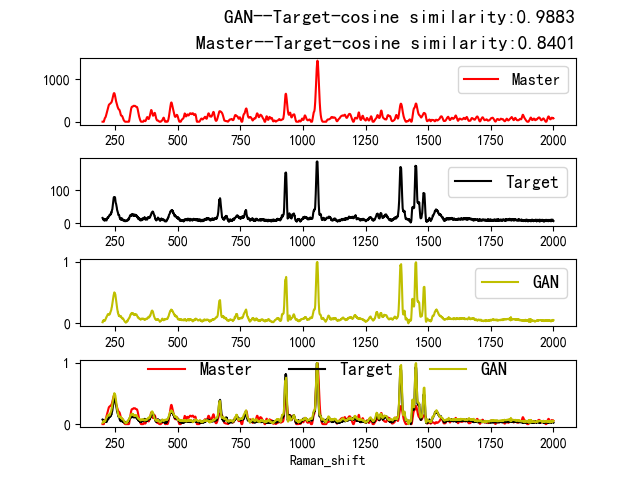 GAN--Target-cosine similarity:0.9883
Master--Target-cosine similarity:0.8401
1000
0
Master
250 500 750 1000 1250 1500 1750 2000
100
0
Target
250 500 750 1000 1250 1500 1750 2000
1
0
GAN
250 500 750 1000 1250 1500 1750 2000
1
0
Master Target GAN
250 500 750 1000 1250 1500 1750 2000
Raman_shift